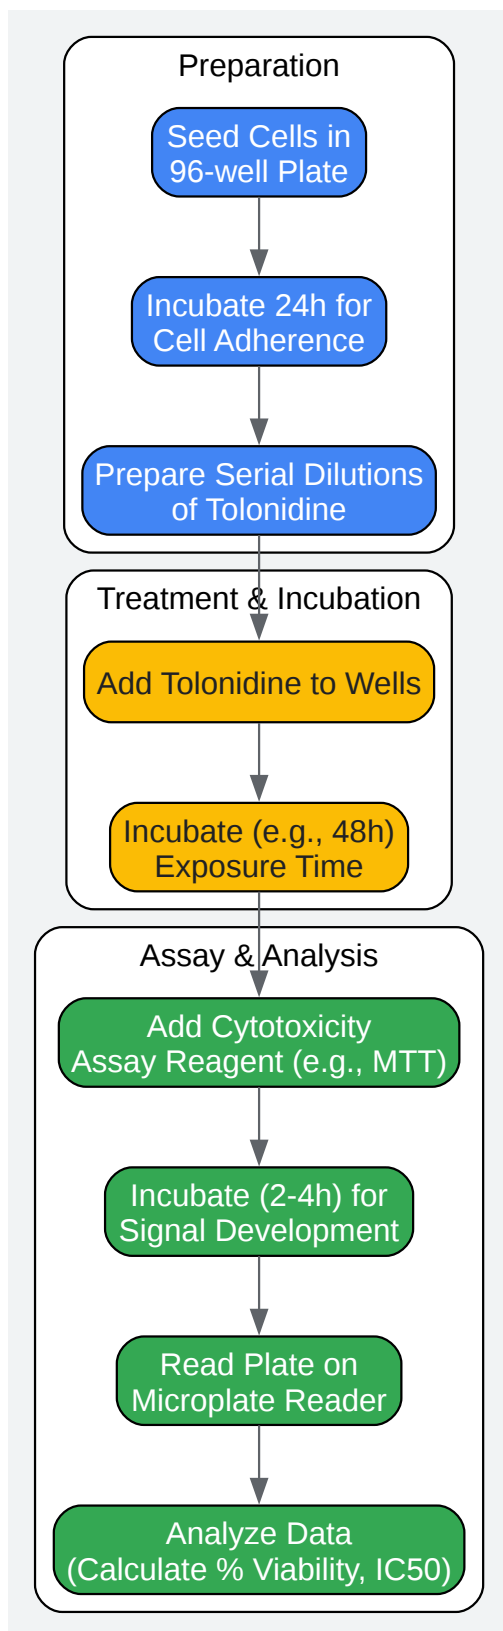 Preparation
Seed Cells in
96-well Plate
Incubate 24h for
Cell Adherence
Prepare Serial Dilutions
of Tolonidine
Treatment & Incubation
Add Tolonidine to Wells
Incubate (e.g., 48h)
Exposure Time
Assay & Analysis
Add Cytotoxicity
Assay Reagent (e.g., MTT)
Incubate (2-4h) for
Signal Development
Read Plate on
Microplate Reader
Analyze Data
(Calculate % Viability, IC50)